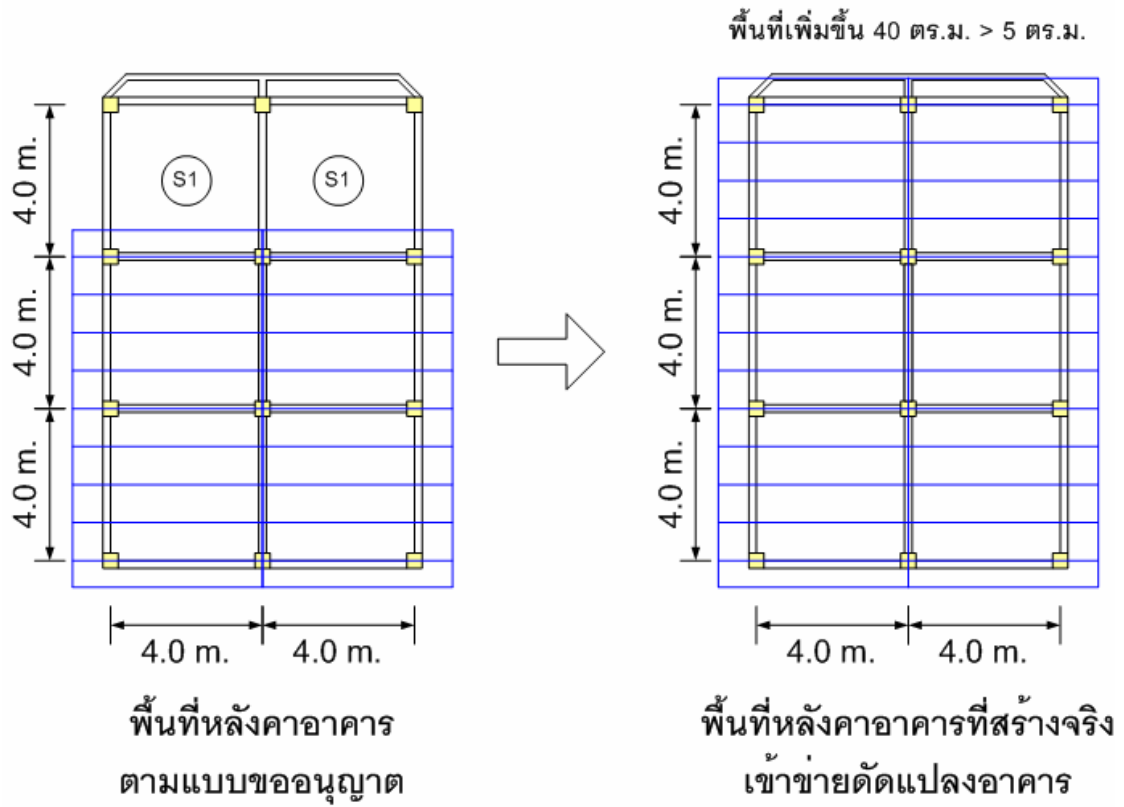 พื้นที่เพิ่มขึ้น 40 ตร.ม. > 5 ตร.ม.
4.0 m.
S1
S1
4.0 m.
4.0 m.
4.0 m.
4.0 m.
พื้นที่หลังคาอาคาร
ตามแบบขออนุญาต
4.0 m.
4.0 m.
4.0 m.
4.0 m.
4.0 m.
พื้นที่หลังคาอาคารที่สร้างจริง
เข้าข่ายดัดแปลงอาคาร